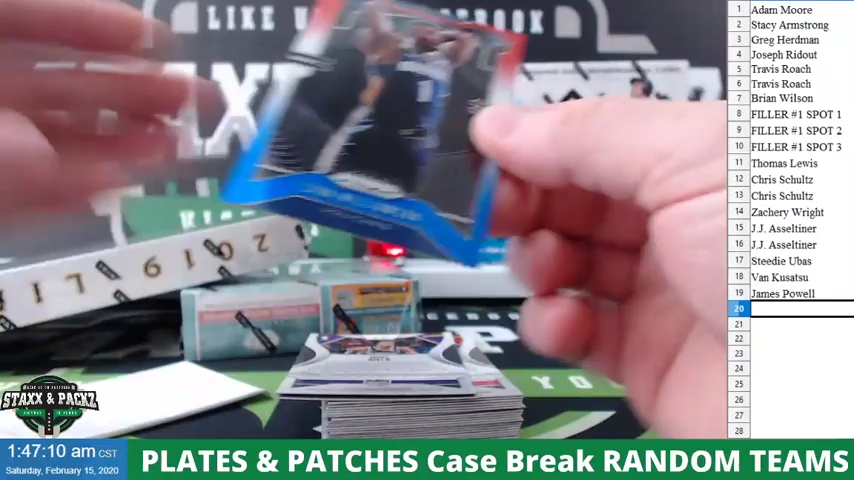 LIKE
EBOOK
2019 LI
YO
STAXX & PACKZ
1:47:10 am CST
Saturday, February 15, 2020
PLATES & PATCHES Case Break RANDOM TEAMS
1 Adam Moore
2 Stacy Armstrong
3 Greg Herdman
4 Joseph Ridout
5 Travis Roach
6 Travis Roach
7 Brian Wilson
8 FILLER #1 SPOT 1
9 FILLER #1 SPOT 2
10 FILLER #1 SPOT 3
11 Thomas Lewis
12 Chris Schultz
13 Chris Schultz
14 Zachery Wright
15 J.J. Asseltiner
16 J.J. Asseltiner
17 Steedie Ubas
18 Van Kusatsu
19 James Powell
20
21
22
23
24
25
26
27
28